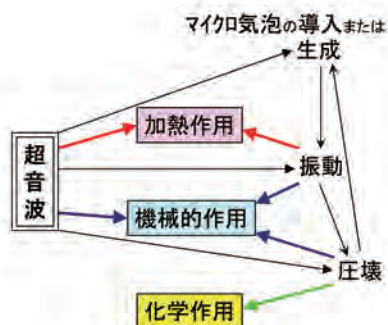 マイクロ気泡の導入または
生成
加熱作用
超音波
振動
機械的作用
圧壊
化学作用